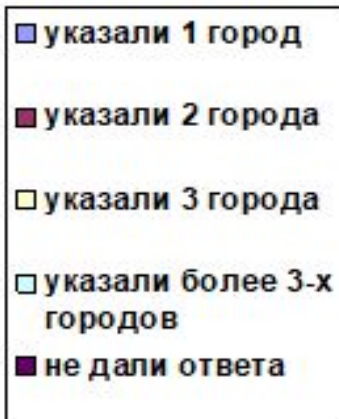 указали 1 город
указали 2 города
указали 3 города
указали более 3-х
городов
не дали ответа